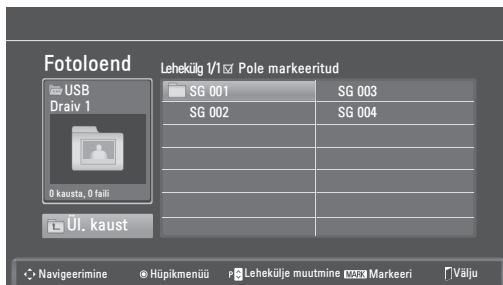 Fotoloend
Lehekülg 1/1 Pole markeeritud
USB
Draiv 1
0 kausta, 0 faili
Ül. kaust
SG 001
SG 003
SG 002
SG 004
Navigeerimine
Hüpikmenüü
P Lehekülje muutmine
MARK Markeeri
Välju